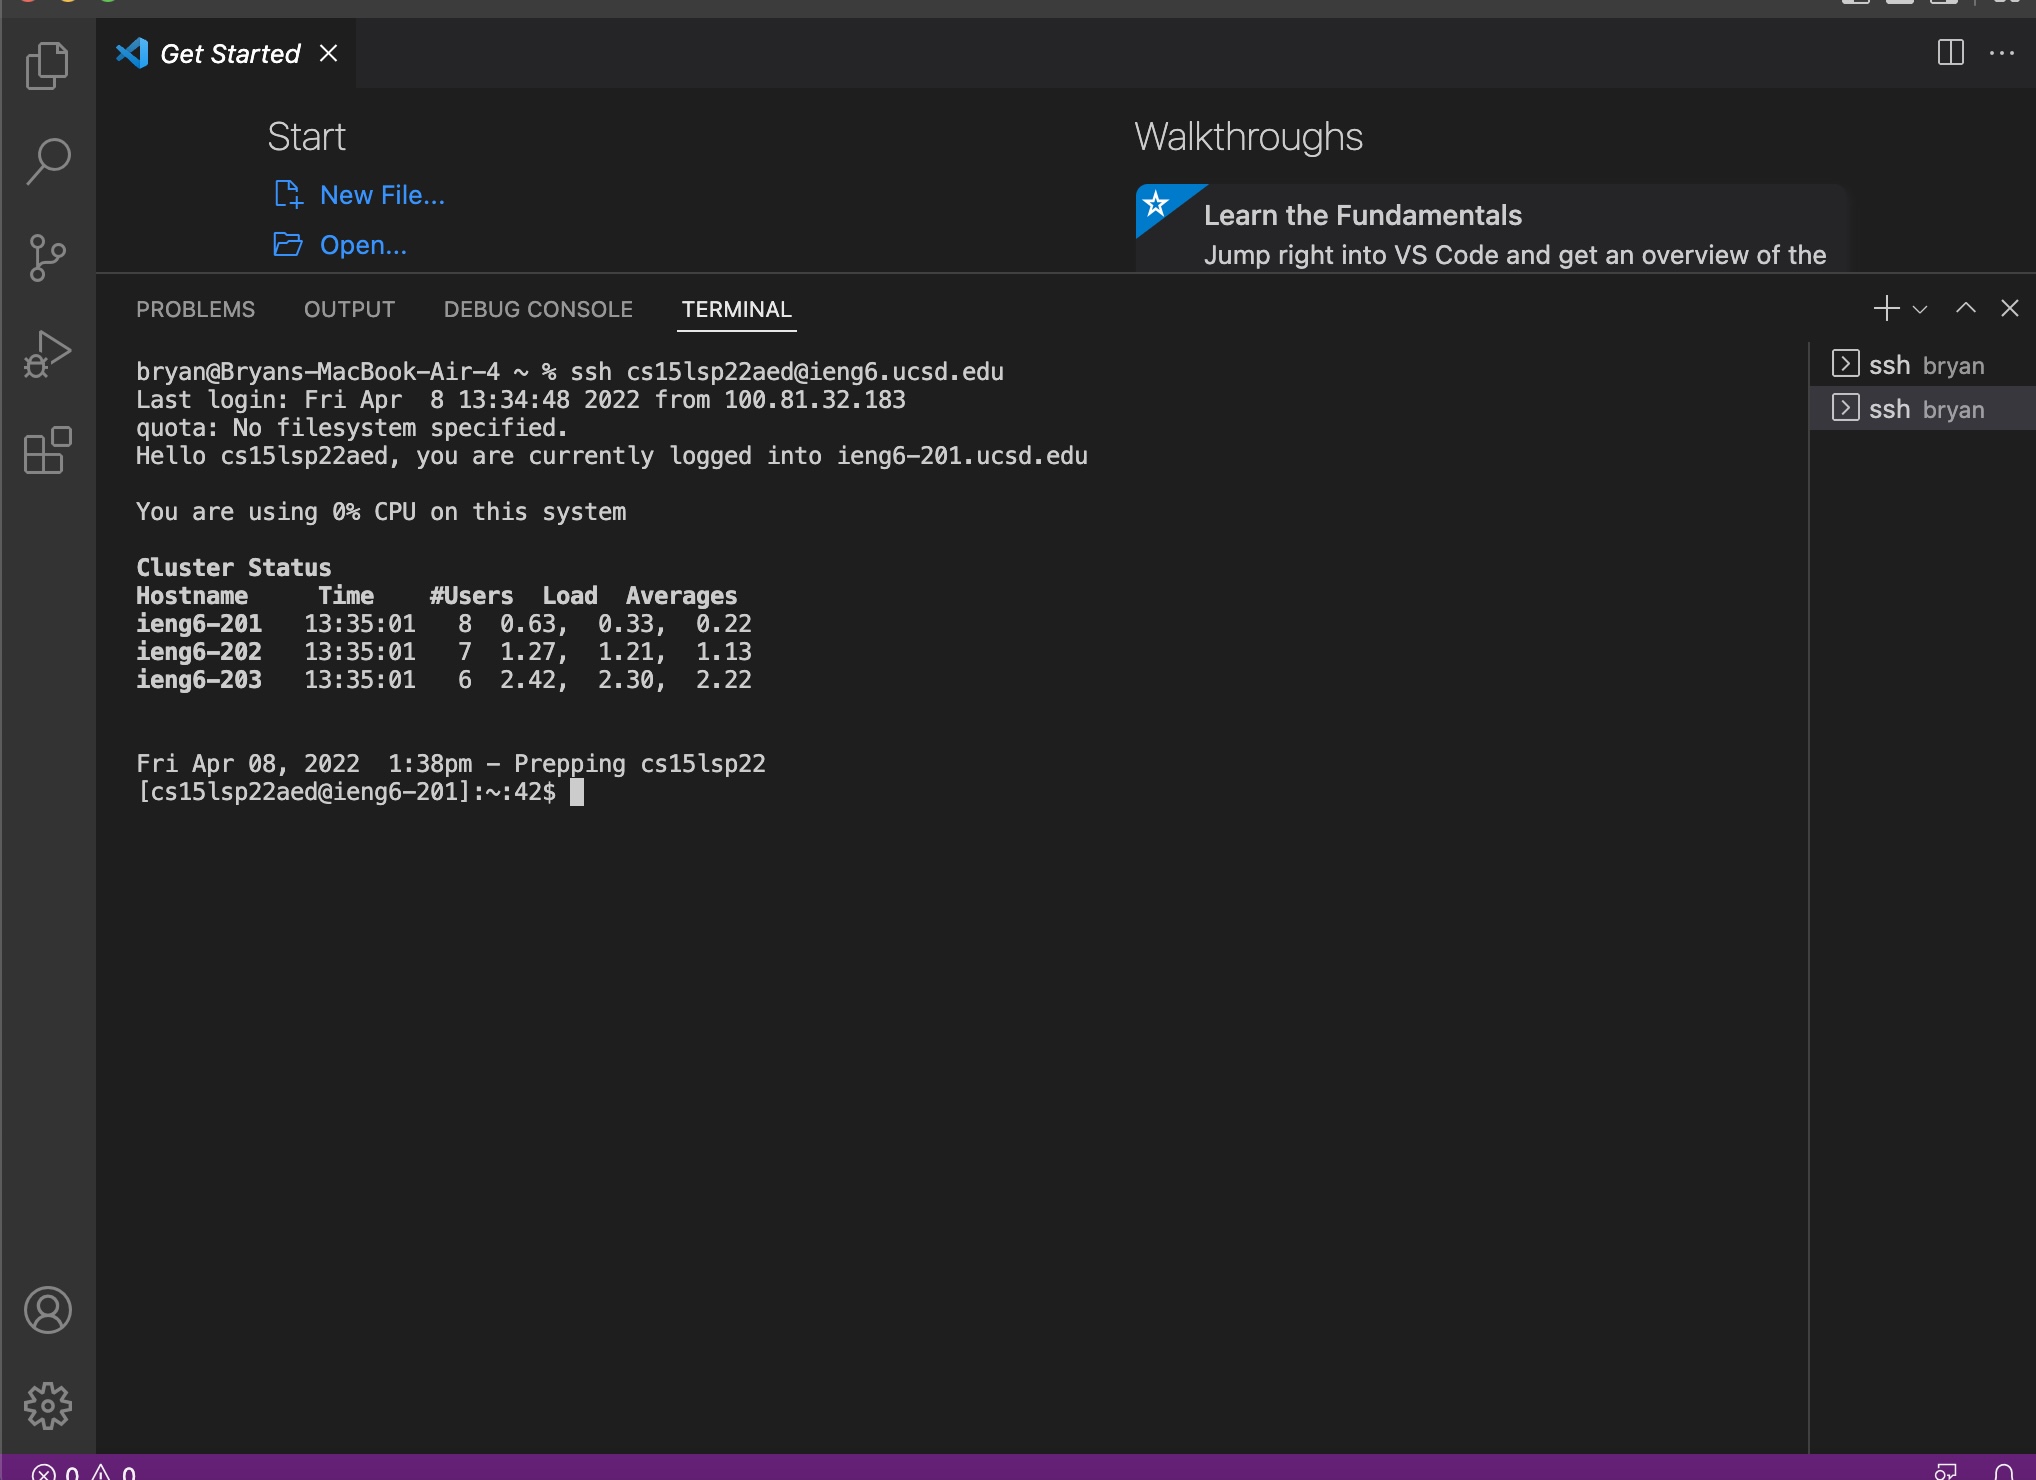 Get Started
Start
New File...
Open...
Walkthroughs
Learn the Fundamentals
Jump right into VS Code and get an overview of the
PROBLEMS OUTPUT DEBUG CONSOLE TERMINAL
bryan@Bryans-MacBook-Air-4 ~ % ssh cs15lsp22aed@ieng6.ucsd.edu
Last login: Fri Apr  8 13:34:48 2022 from 100.81.32.183
quota: No filesystem specified.
Hello cs15lsp22aed, you are currently logged into ieng6-201.ucsd.edu
You are using 0% CPU on this system
Cluster Status
Hostname     Time    #Users  Load  Averages
ieng6-201   13:35:01   8  0.63,  0.33,  0.22
ieng6-202   13:35:01   7  1.27,  1.21,  1.13
ieng6-203   13:35:01   6  2.42,  2.30,  2.22
Fri Apr 08, 2022  1:38pm - Prepping cs15lsp22
[cs15lsp22aed@ieng6-201]:~:42$
ssh bryan
ssh bryan
0 0